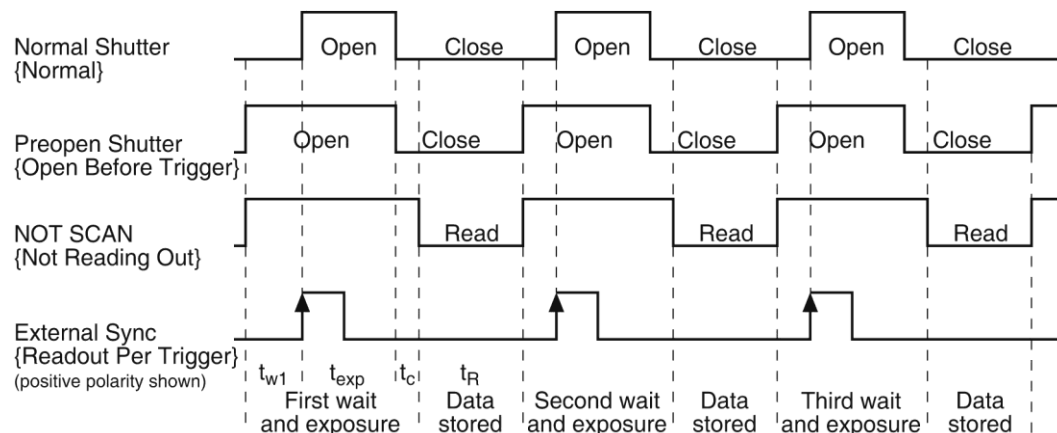 Normal Shutter
{Normal}
Open Close Open Close Open Close
Preopen Shutter
{Open Before Trigger}
Open Close Open Close Open Close
NOT SCAN
{Not Reading Out}
Read Read Read
External Sync
{Readout Per Trigger}
(positive polarity shown)
tw1 texp tc tR
First wait and exposure
Data stored
Second wait and exposure
Data stored
Third wait and exposure
Data stored